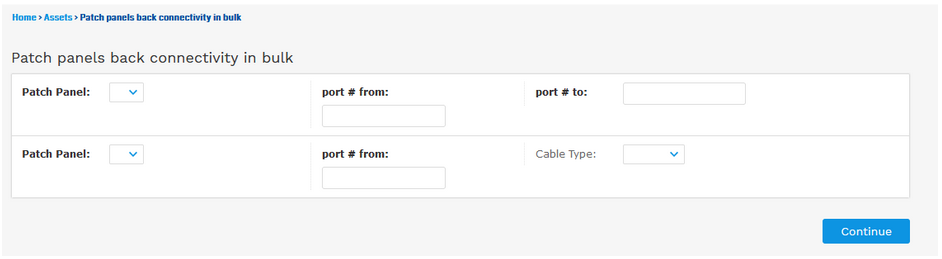 Home › Assets › Patch panels back connectivity in bulk
Patch panels back connectivity in bulk
Patch Panel: port # from: port # to:
Patch Panel: port # from: Cable Type:
Continue